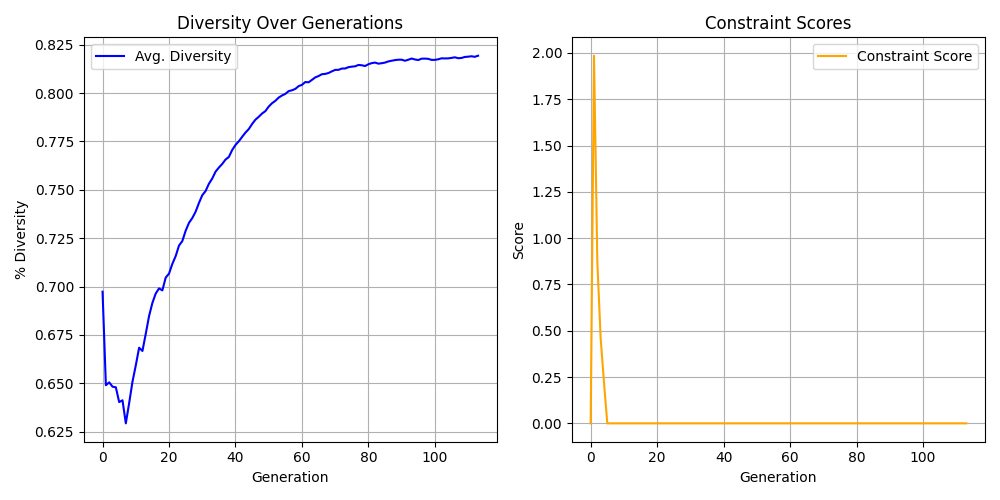 Diversity Over Generations
Avg. Diversity
% Diversity
0.825
0.800
0.775
0.750
0.725
0.700
0.675
0.650
0.625
0 20 40 60 80 100
Generation
Constraint Scores
Constraint Score
Score
2.00
1.75
1.50
1.25
1.00
0.75
0.50
0.25
0.00
0 20 40 60 80 100
Generation